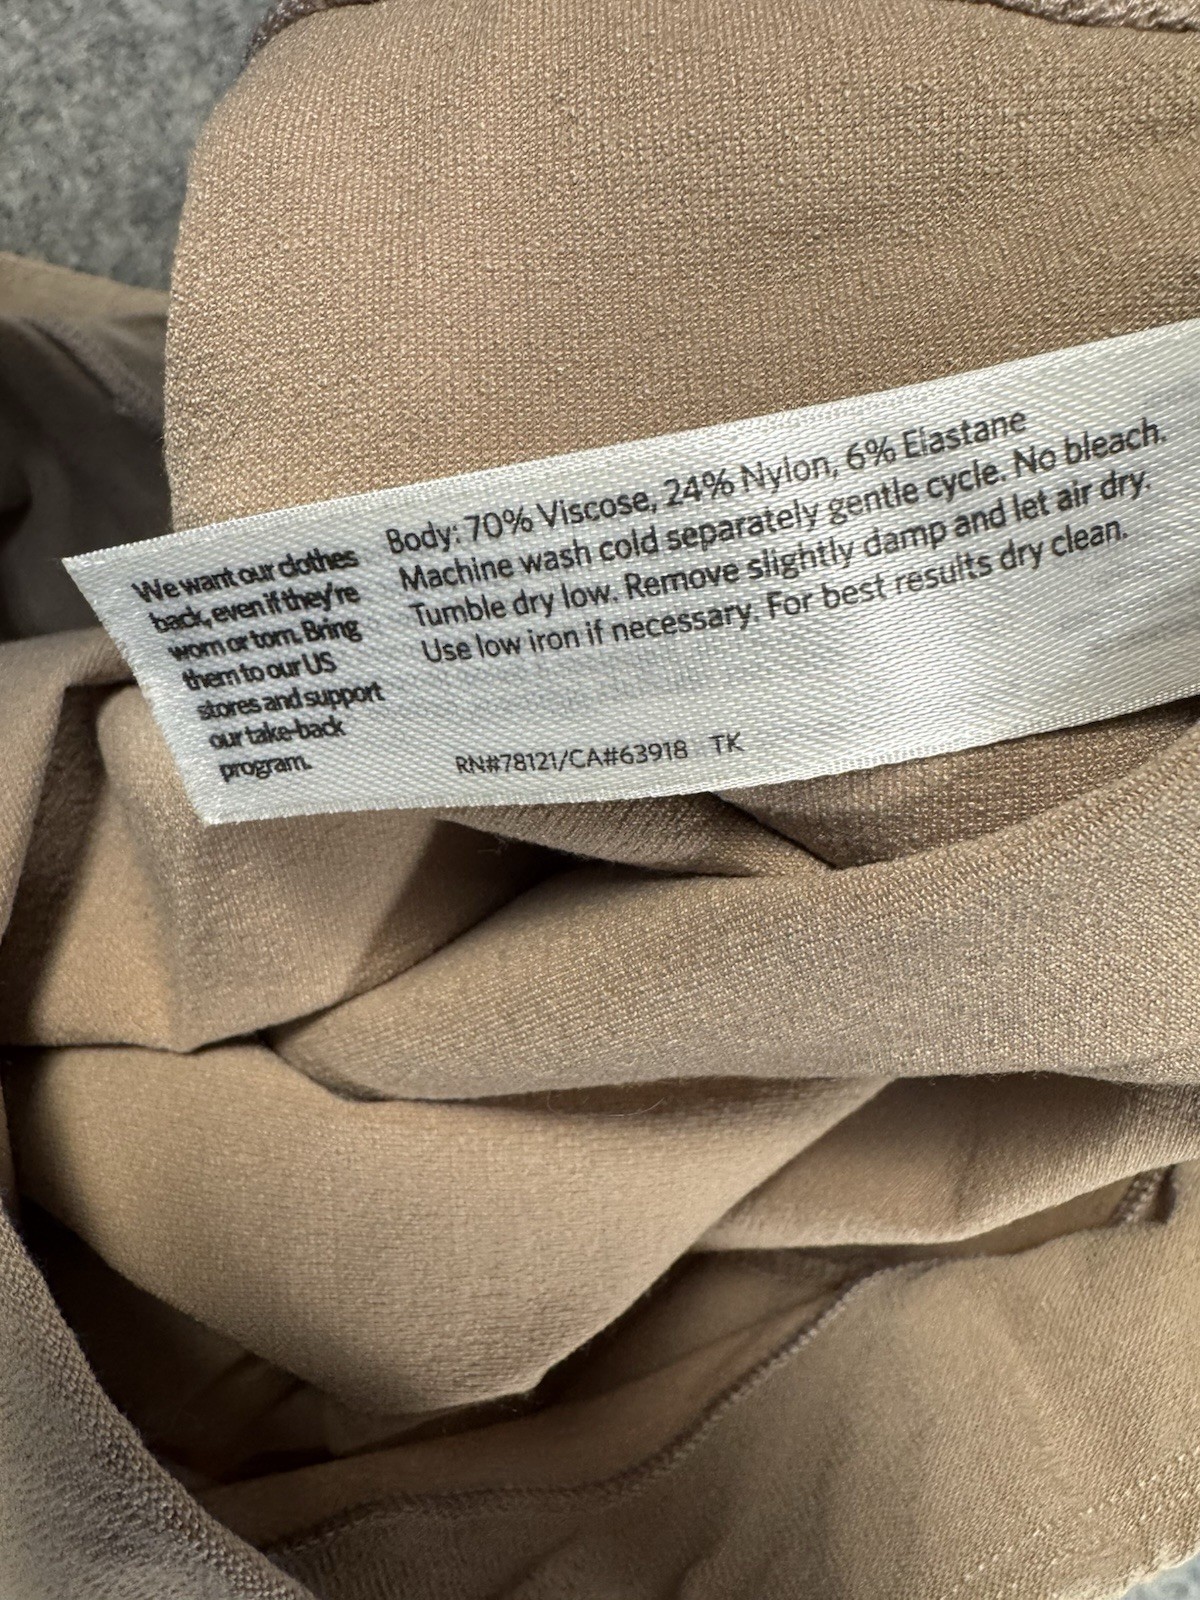 We want our clothes
back, even if they're
worn or torn. Bring
them to our US
stores and support
our take-back
program.
Body: 70% Viscose, 24% Nylon, 6% Elastane
Machine wash cold separately gentle cycle. No bleach.
Tumble dry low. Remove slightly damp and let air dry.
Use low iron if necessary. For best results dry clean.
RN#78121/CA#63918 TK